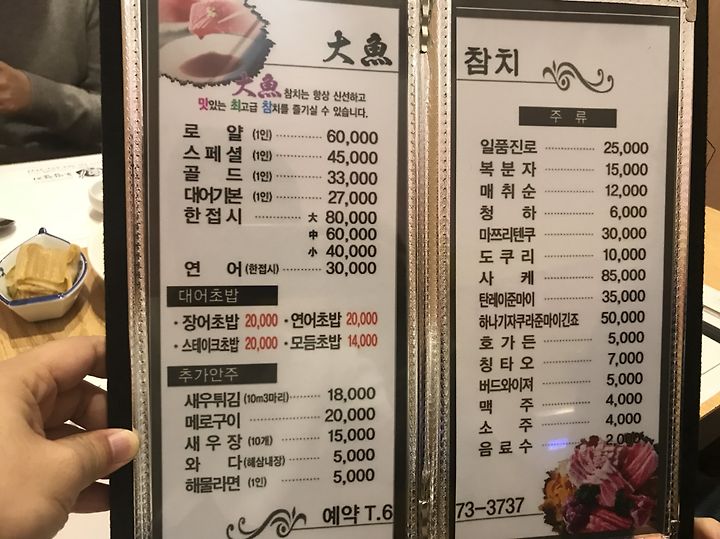 大魚
大魚 참치는 항상 신선하고
맛있는 최고급 참치를 즐기실 수 있습니다.
로 얄 (1인) 60,000
스페셜 (1인) 45,000
골 드 (1인) 33,000
대어기본 (1인) 27,000
한접시 大 80,000
中 60,000
小 40,000
연 어 (한접시) 30,000
대어초밥
· 장어초밥 20,000 · 연어초밥 20,000
· 스테이크초밥 20,000 · 모듬초밥 14,000
추가안주
새우튀김 (10m3마리) 18,000
메로구이 20,000
새우장 (10개) 15,000
와 다 (해삼내장) 5,000
해물라면 (1인) 5,000
예약 T.6
참치
주 류
일품진로 25,000
복분자 15,000
매취순 12,000
청 하 6,000
마쯔리텐쿠 30,000
도쿠리 10,000
사 케 85,000
탄레이준마이 35,000
하나기자쿠라준마이긴죠 50,000
호가든 5,000
칭타오 7,000
버드와이져 5,000
맥 주 4,000
소 주 4,000
음료수 2,000
73-3737